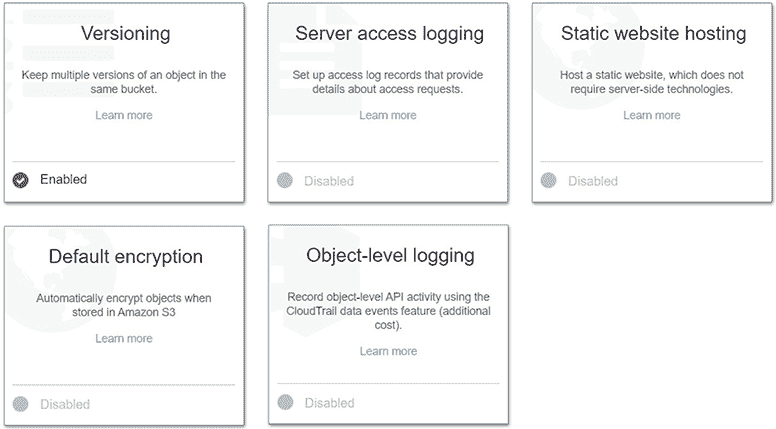 Versioning
Keep multiple versions of an object in the
same bucket.
Learn more
Enabled
Server access logging
Set up access log records that provide
details about access requests.
Learn more
Disabled
Static website hosting
Host a static website, which does not
require server-side technologies.
Learn more
Disabled
Default encryption
Automatically encrypt objects when
stored in Amazon S3
Learn more
Disabled
Object-level logging
Record object-level API activity using the
CloudTrail data events feature (additional
cost).
Learn more
Disabled